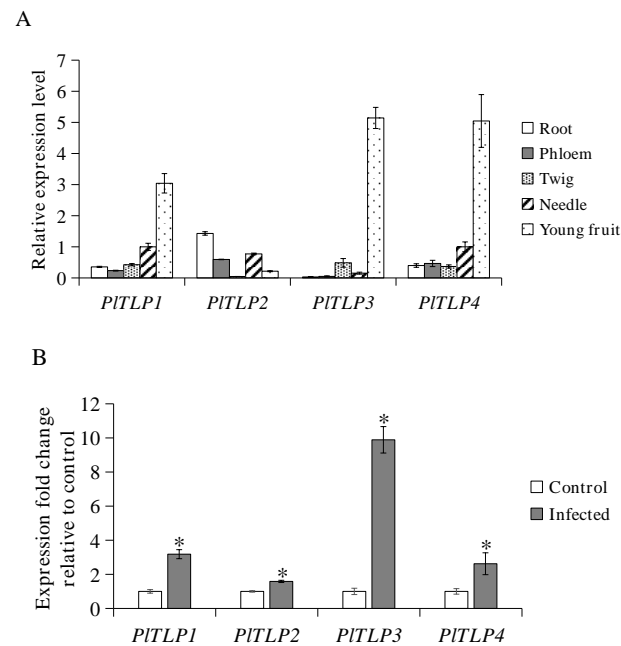 A
Relative expression level
7
6
5
4
3
2
1
0
PlTLP1 PlTLP2 PlTLP3 PlTLP4
Root
Phloem
Twig
Needle
Young fruit
B
Expression fold change
relative to control
12
10
8
6
4
2
0
* * * *
PlTLP1 PlTLP2 PlTLP3 PlTLP4
Control
Infected